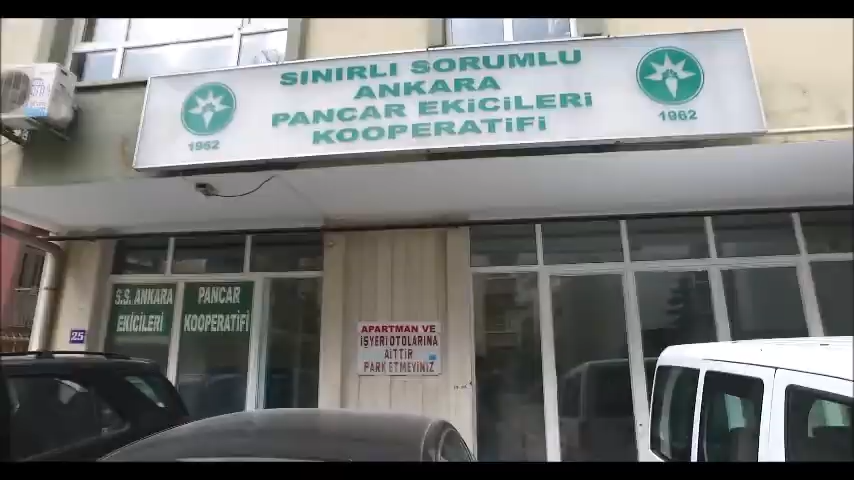 SINIRLI SORUMLU
ANKARA
PANCAR EKİCİLERİ
KOOPERATİFİ
1962
1962
S.S. ANKARA
EKİCİLERİ
PANCAR
KOOPERATİFİ
25
APARTMAN VE
İŞYERİ OTOLARINA
AİTTİR
PARK ETMEYİNİZ